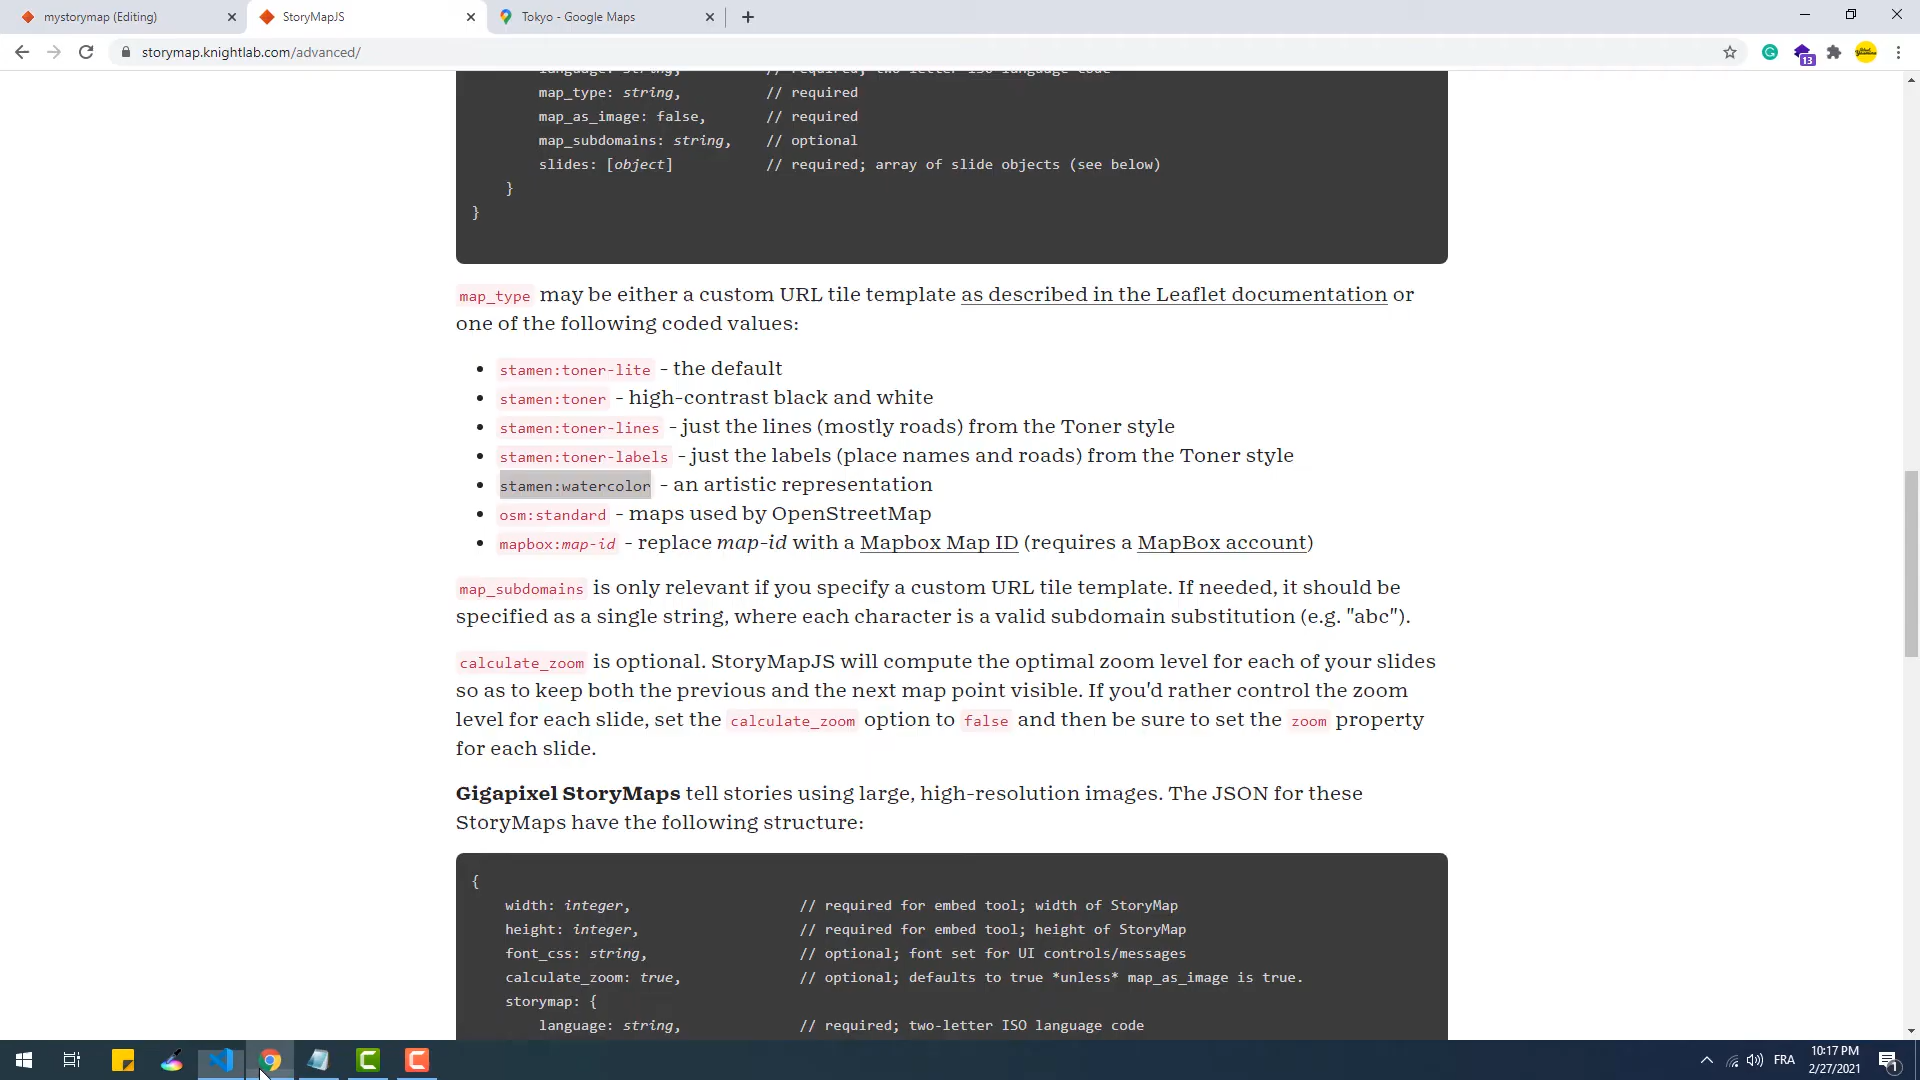 mystorymap (Editing)
StoryMapJS
Tokyo - Google Maps
storymap.knightlab.com/advanced/
13
language: string, // required; two-letter ISO language code
map_type: string, // required
map_as_image: false, // required
map_subdomains: string, // optional
slides: [object] // required; array of slide objects (see below)
}
}
map_type may be either a custom URL tile template as described in the Leaflet documentation or
one of the following coded values:
• stamen:toner-lite - the default
• stamen:toner - high-contrast black and white
• stamen:toner-lines - just the lines (mostly roads) from the Toner style
• stamen:toner-labels - just the labels (place names and roads) from the Toner style
• stamen:watercolor - an artistic representation
• osm:standard - maps used by OpenStreetMap
• mapbox:map-id - replace map-id with a Mapbox Map ID (requires a MapBox account)
map_subdomains is only relevant if you specify a custom URL tile template. If needed, it should be
specified as a single string, where each character is a valid subdomain substitution (e.g. "abc").
calculate_zoom is optional. StoryMapJS will compute the optimal zoom level for each of your slides
so as to keep both the previous and the next map point visible. If you'd rather control the zoom
level for each slide, set the calculate_zoom option to false and then be sure to set the zoom property
for each slide.
Gigapixel StoryMaps tell stories using large, high-resolution images. The JSON for these
StoryMaps have the following structure:
{
width: integer, // required for embed tool; width of StoryMap
height: integer, // required for embed tool; height of StoryMap
font_css: string, // optional; font set for UI controls/messages
calculate_zoom: true, // optional; defaults to true *unless* map_as_image is true.
storymap: {
language: string, // required; two-letter ISO language code
FRA
10:17 PM
2/27/2021
1